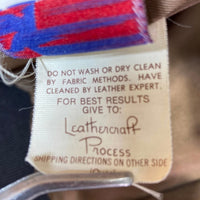 DO NOT WASH OR DRY CLEAN
BY FABRIC METHODS. HAVE
CLEANED BY LEATHER EXPERT.
FOR BEST RESULTS
GIVE TO:
Leathercraft
Process
SHIPPING DIRECTIONS ON OTHER SIDE